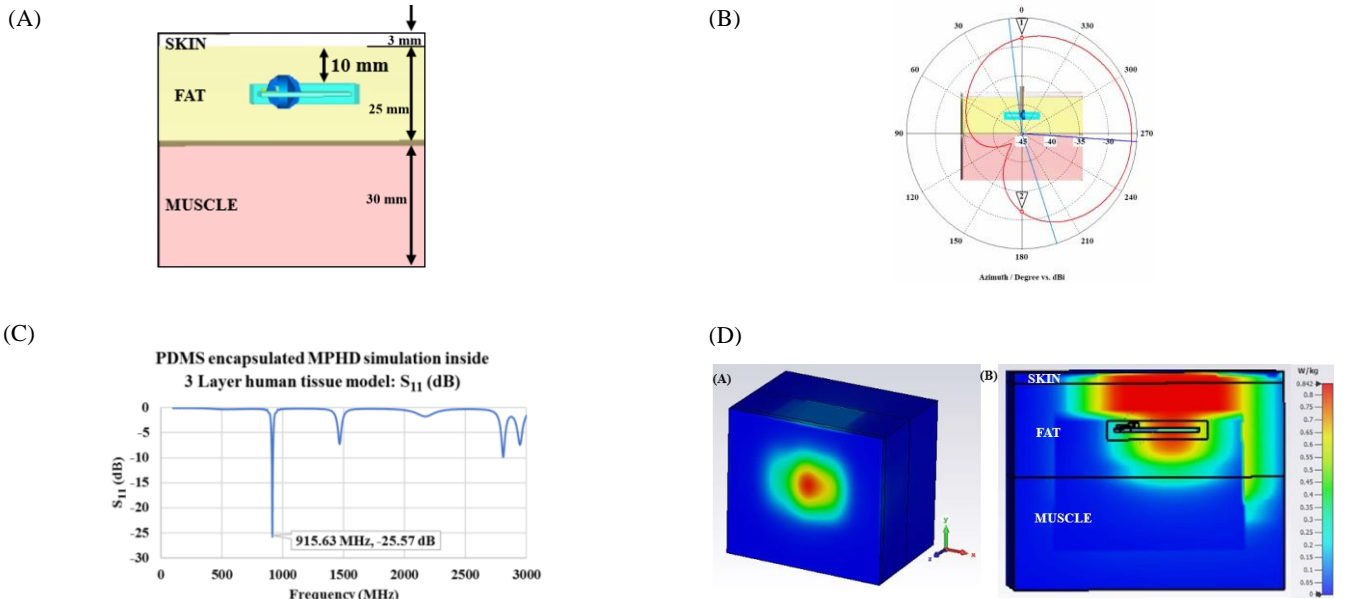 (A)
SKIN
3 mm
10 mm
FAT
25 mm
MUSCLE
30 mm
(B)
0
30
330
60
300
90
270
120
240
150
210
180
1
2
-45
-40
-35
-30
Azimuth / Degree vs. dBi
(C)
PDMS encapsulated MPHD simulation inside
3 Layer human tissue model: S11 (dB)
S11 (dB)
0
-5
-10
-15
-20
-25
-30
915.63 MHz, -25.57 dB
0 500 1000 1500 2000 2500 3000
Frequency (MHz)
(D)
(A)
y
x
z
(B)
SKIN
FAT
MUSCLE
W/kg
0.842
0.8
0.7
0.65
0.6
0.55
0.5
0.45
0.4
0.35
0.3
0.25
0.2
0.15
0.1
0.05
0